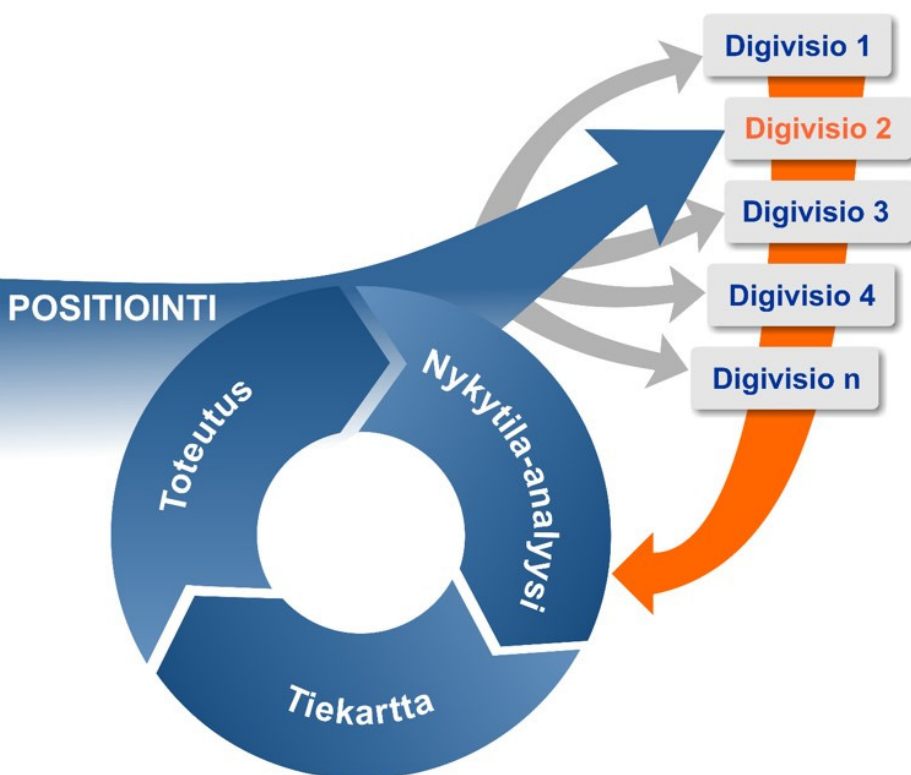 Digivisio 1
Digivisio 2
Digivisio 3
Digivisio 4
Digivisio n
POSITIOINTI
Toteutus
Nykytila-analyysi
Tiekartta